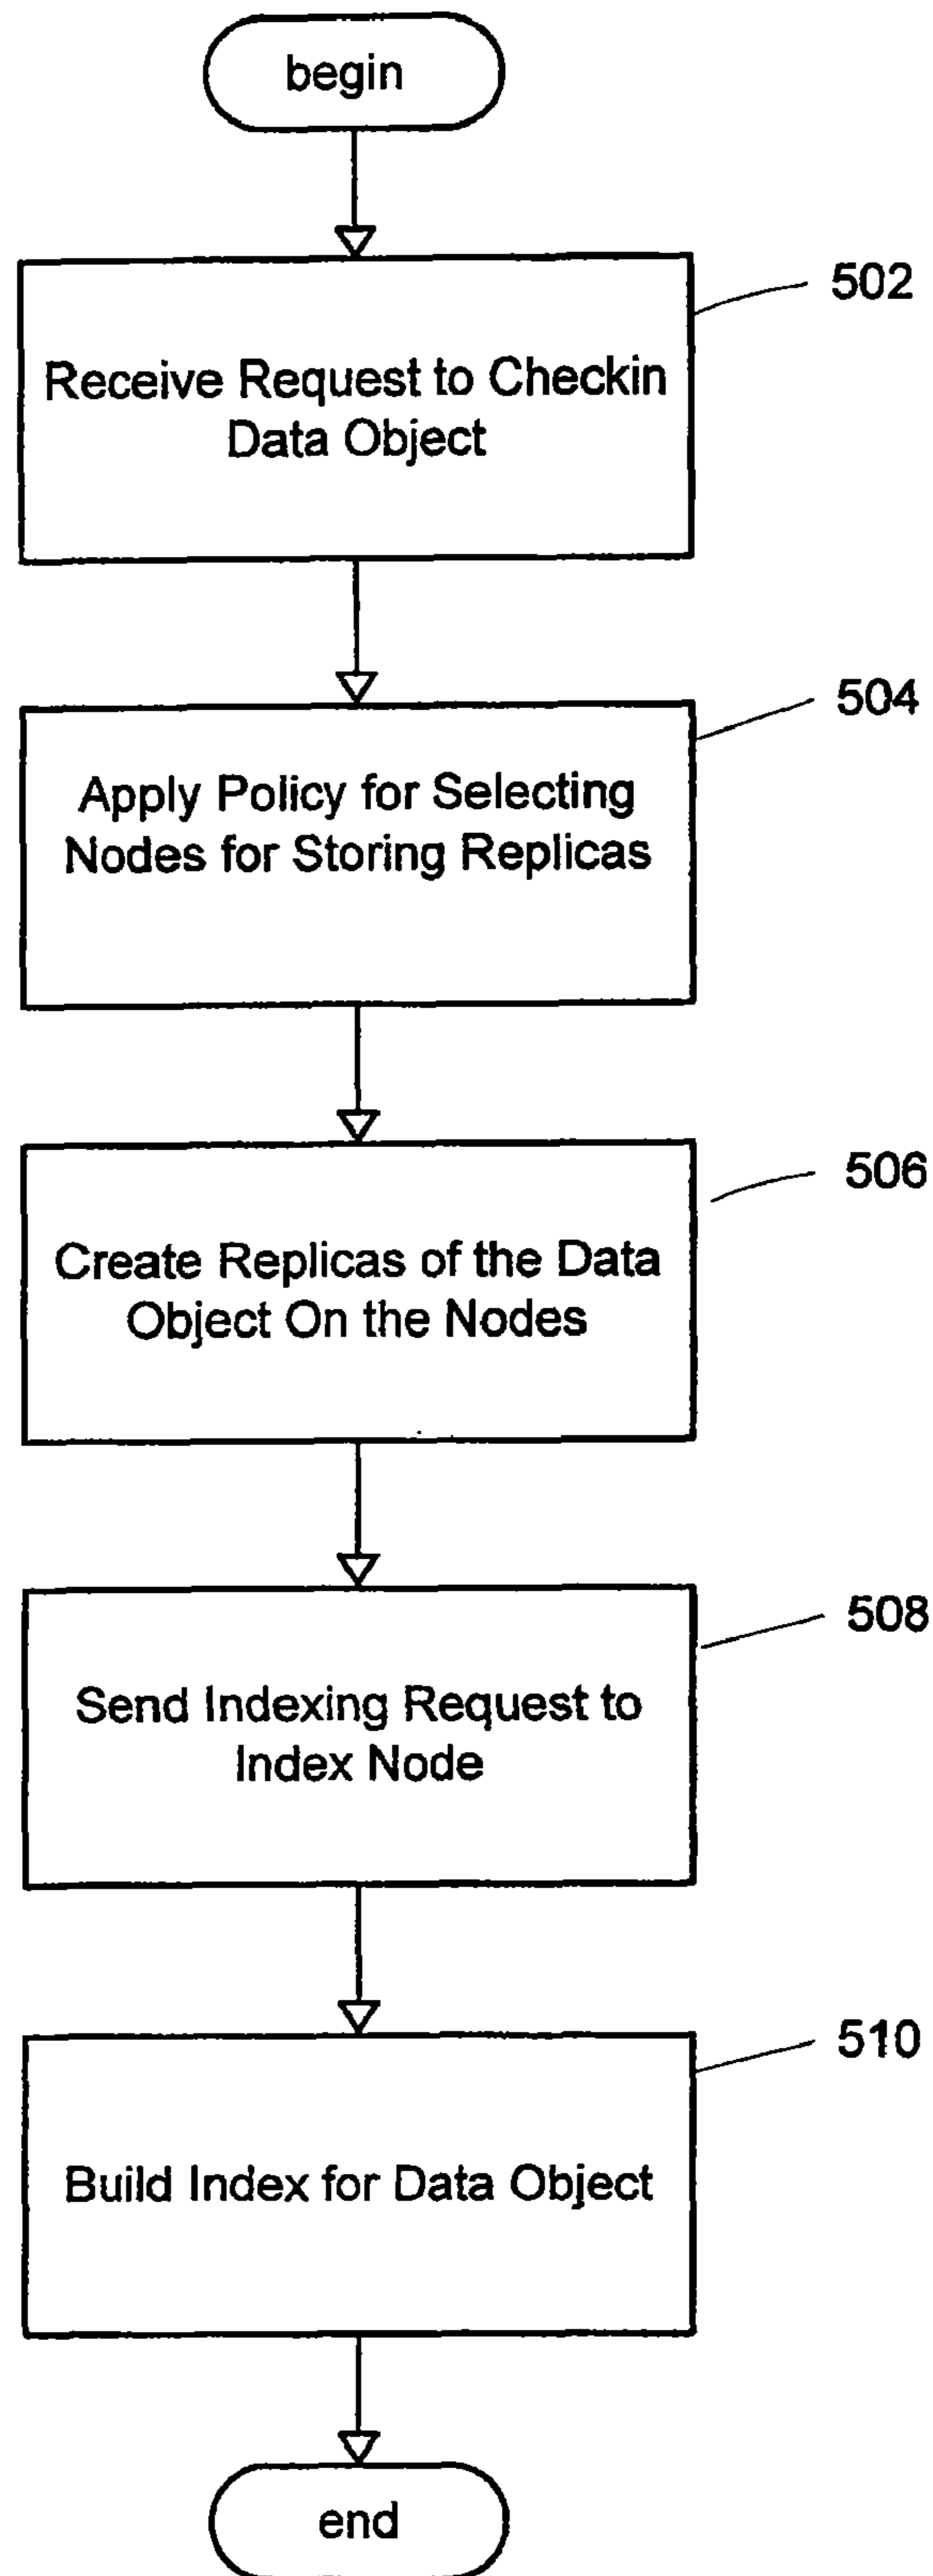 begin
502
Receive Request to Checkin
Data Object
504
Apply Policy for Selecting
Nodes for Storing Replicas
506
Create Replicas of the Data
Object On the Nodes
508
Send Indexing Request to
Index Node
510
Build Index for Data Object
end